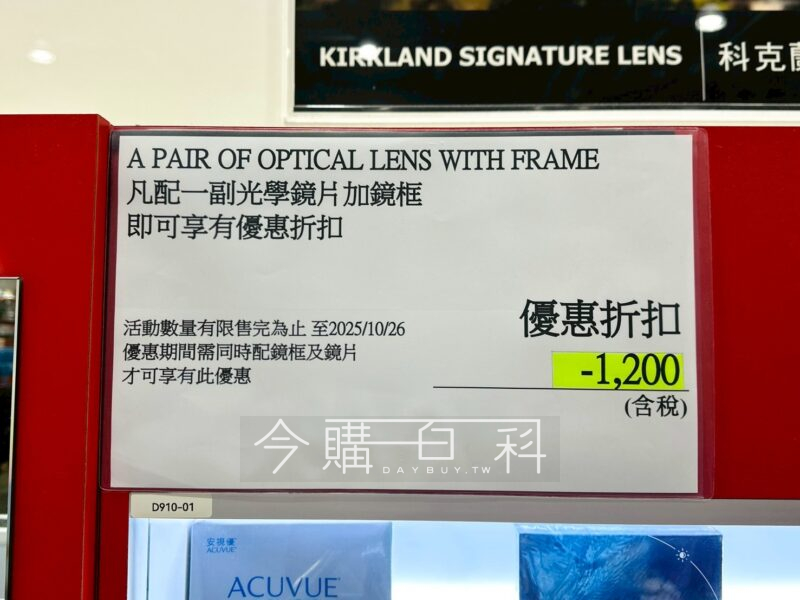 KIRKLAND SIGNATURE LENS 科克蘭
A PAIR OF OPTICAL LENS WITH FRAME
凡配一副光學鏡片加鏡框
即可享有優惠折扣
活動數量有限售完為止 至2025/10/26
優惠期間需同時配鏡框及鏡片
才可享有此優惠
優惠折扣
-1,200
(含稅)
今購百科
DAYBUY.TW
D910-01
安視優
ACUVUE
ACUVUE